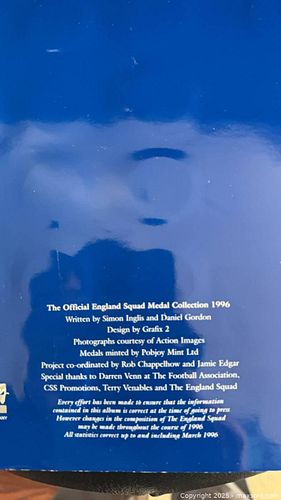 The Official England Squad Medal Collection 1996
Written by Simon Inglis and Daniel Gordon
Design by Grafix 2
Photographs courtesy of Action Images
Medals minted by Pobjoy Mint Ltd
Project co-ordinated by Rob Chappelhow and Jamie Edgar
Special thanks to Darren Venn at The Football Association,
CSS Promotions, Terry Venables and The England Squad
Every effort has been made to ensure that the information
contained in this album is correct at the time of going to press
However changes in the composition of The England Squad
may be made throughout the course of 1996
All statistics correct up to and including March 1996
Copyright © 2025 - maxsold.com